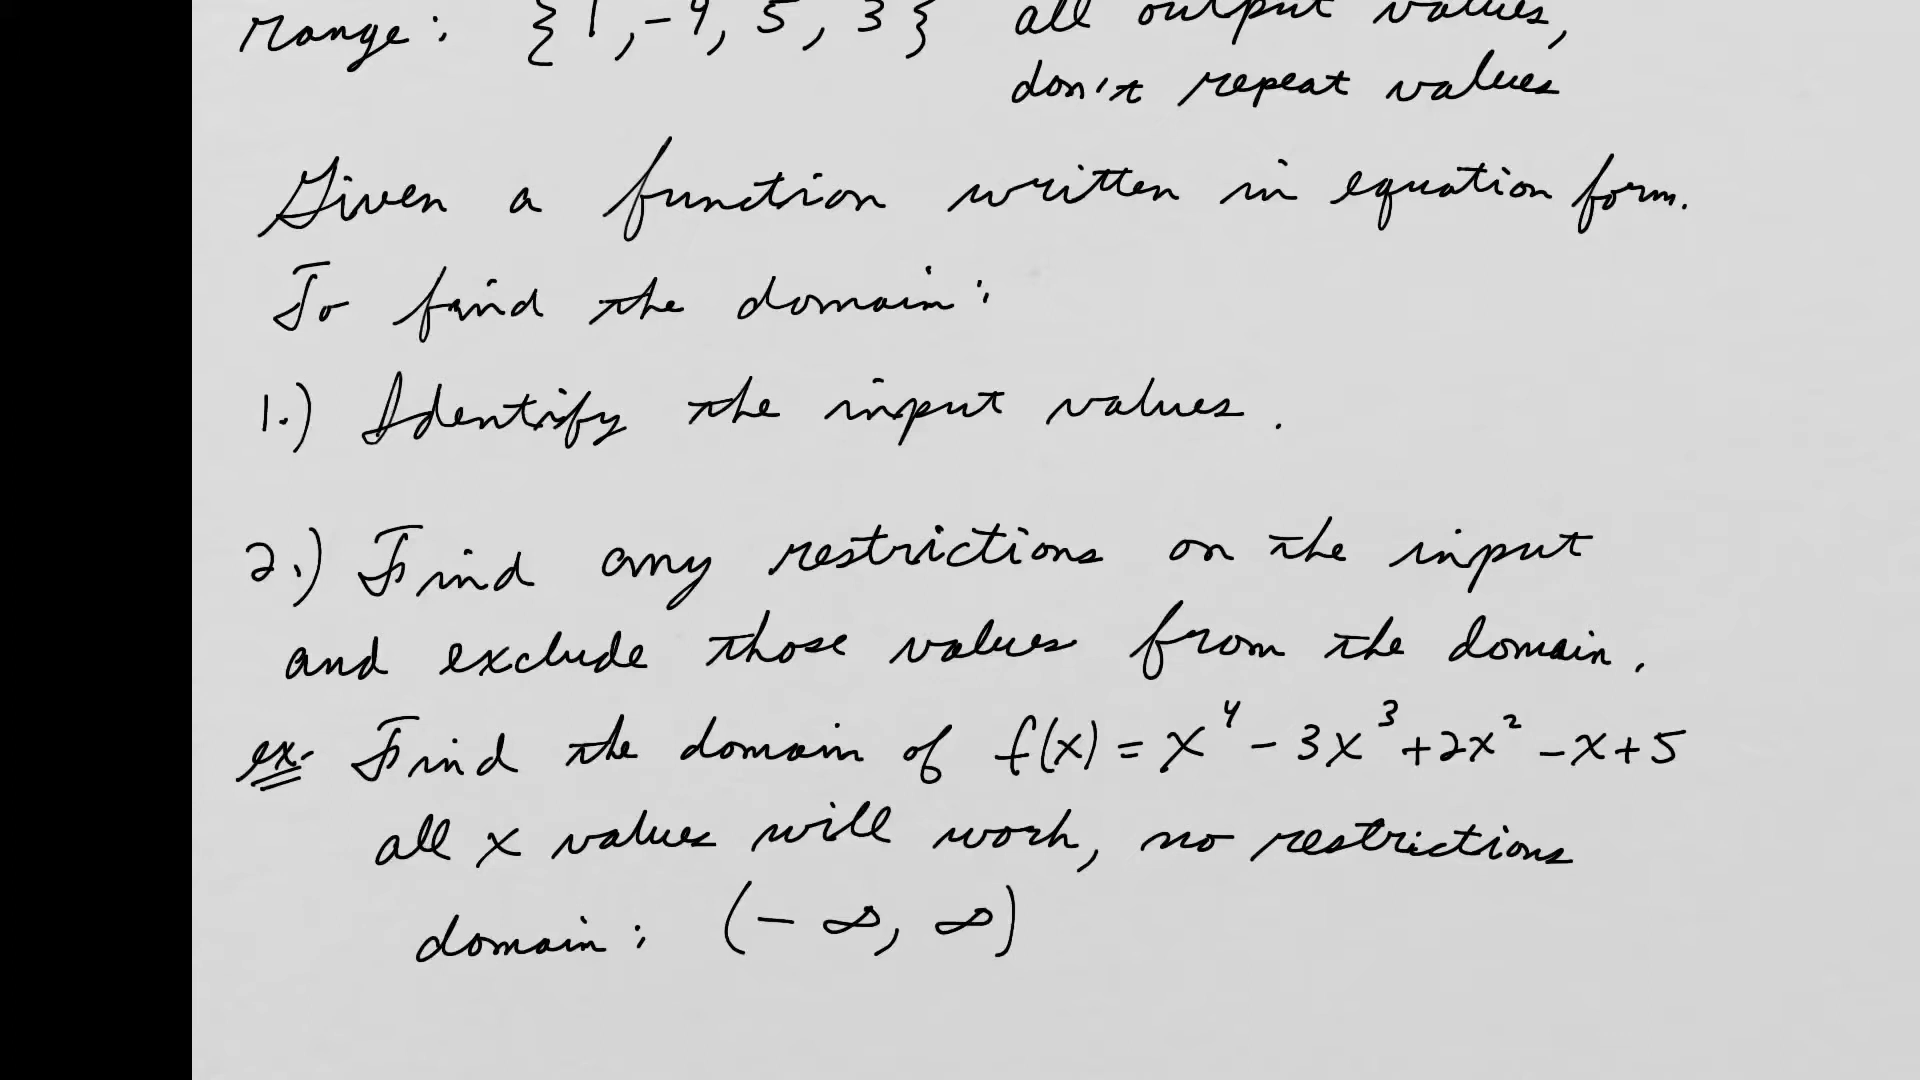 range: {1, -4, 5, 3} all output values,
don't repeat values
Given a function written in equation form.
To find the domain:
1.) Identify the input values.
2.) Find any restrictions on the input
and exclude those values from the domain.
ex. Find the domain of f(x) = x⁴ - 3x³ + 2x² - x + 5
all x values will work, no restrictions
domain: (-∞, ∞)